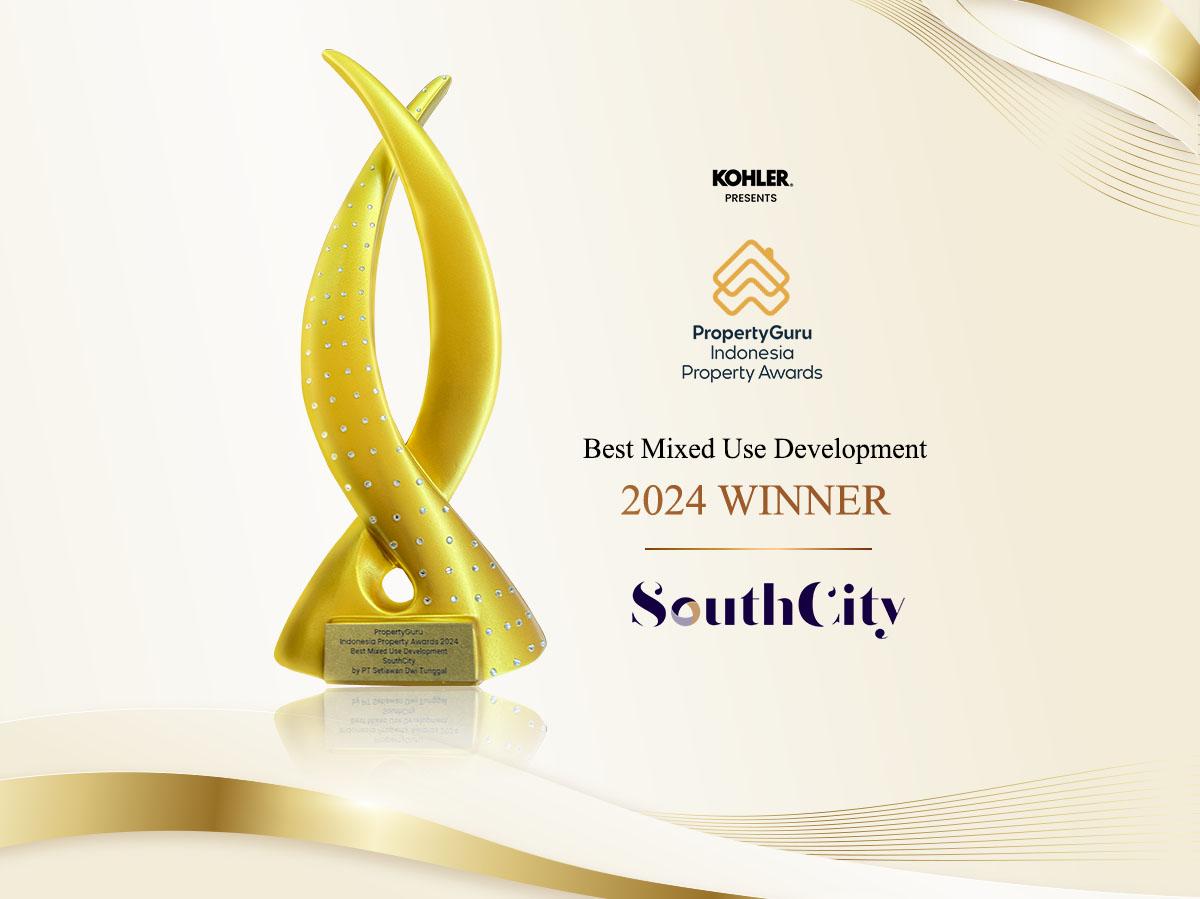 KOHLER.
PRESENTS
PropertyGuru
Indonesia
Property Awards
Best Mixed Use Development
2024 WINNER
SouthCity
PropertyGuru
Indonesia Property Awards 2024
Best Mixed Use Development
SouthCity
by PT Setiawan Dwi Tunggal